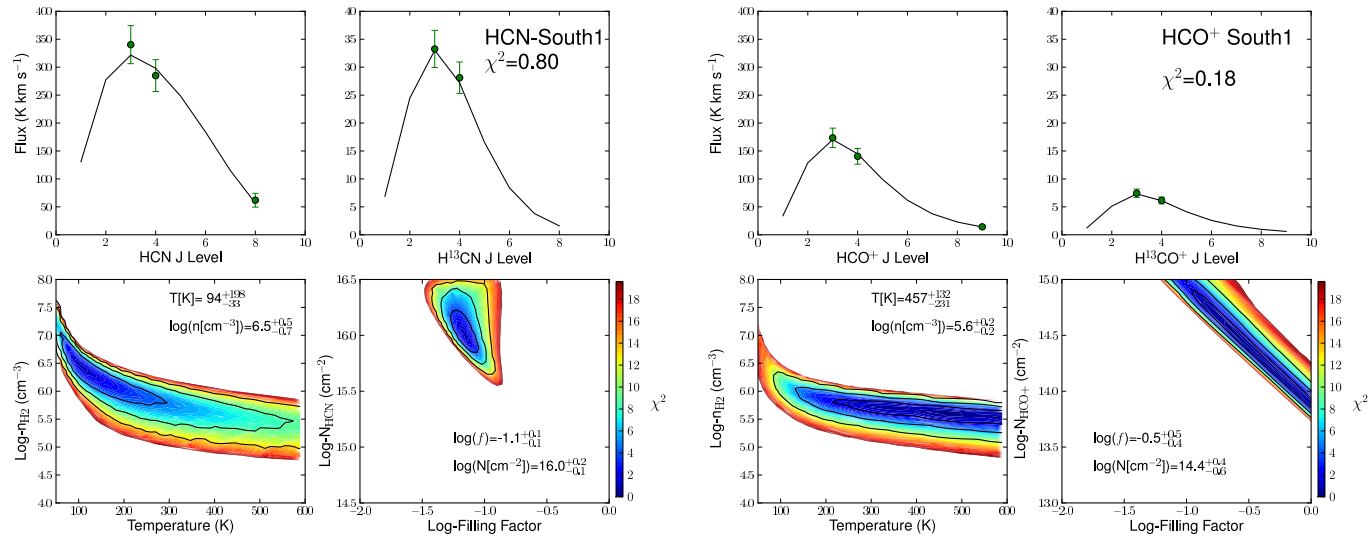 400
350
300
250
200
150
100
50
0
Flux (K km s⁻¹)
0 2 4 6 8 10
HCN J Level
40
35
30
25
20
15
10
5
0
HCN-South1
χ²=0.80
0 2 4 6 8 10
H¹³CN J Level
400
350
300
250
200
150
100
50
0
Flux (K km s⁻¹)
0 2 4 6 8 10
HCO⁺ J Level
40
35
30
25
20
15
10
5
0
HCO⁺ South1
χ²=0.18
0 2 4 6 8 10
H¹³CO⁺ J Level
8.0
7.5
7.0
6.5
6.0
5.5
5.0
4.5
4.0
Log-n_H2 (cm⁻³)
T[K]= 94⁺¹⁹⁸₋₃₃
log(n[cm⁻³])=6.5⁺⁰·⁵₋₀.₇
100 200 300 400 500 600
Temperature (K)
16.5
16.0
15.5
15.0
14.5
Log-N_HCN (cm⁻²)
log(f)=-1.1⁺⁰·¹₋₀.₁
log(N[cm⁻²])=16.0⁺⁰·²₋₀.₁
−2.0 −1.5 −1.0 −0.5 0.0
Log-Filling Factor
18
16
14
12
10
8
6
4
2
0
χ²
8.0
7.5
7.0
6.5
6.0
5.5
5.0
4.5
4.0
Log-n_H2 (cm⁻³)
T[K]=457⁺¹³²₋₂₃₁
log(n[cm⁻³])=5.6⁺⁰·²₋₀.₂
100 200 300 400 500 600
Temperature (K)
15.0
14.5
14.0
13.5
13.0
Log-N_HCO+ (cm⁻²)
log(f)=-0.5⁺⁰·⁵₋₀.₄
log(N[cm⁻²])=14.4⁺⁰·⁴₋₀.₆
−2.0 −1.5 −1.0 −0.5 0.0
Log-Filling Factor
18
16
14
12
10
8
6
4
2
0
χ²